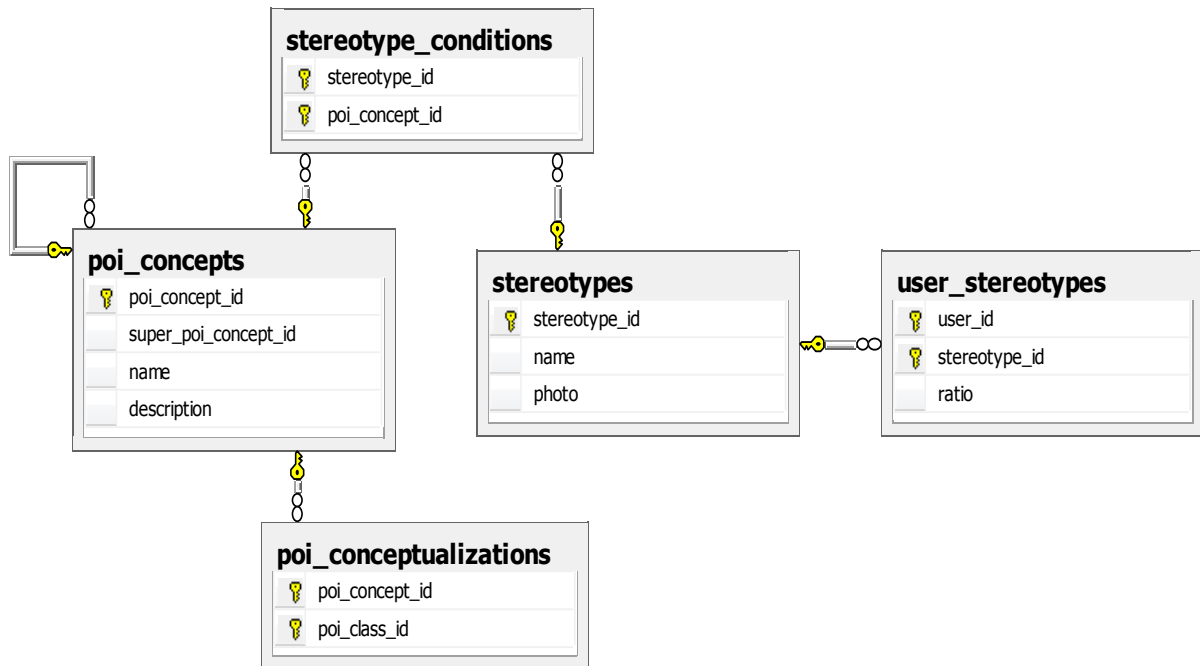 stereotype_conditions
stereotype_id
poi_concept_id
poi_concepts
poi_concept_id
super_poi_concept_id
name
description
stereotypes
stereotype_id
name
photo
user_stereotypes
user_id
stereotype_id
ratio
poi_conceptualizations
poi_concept_id
poi_class_id